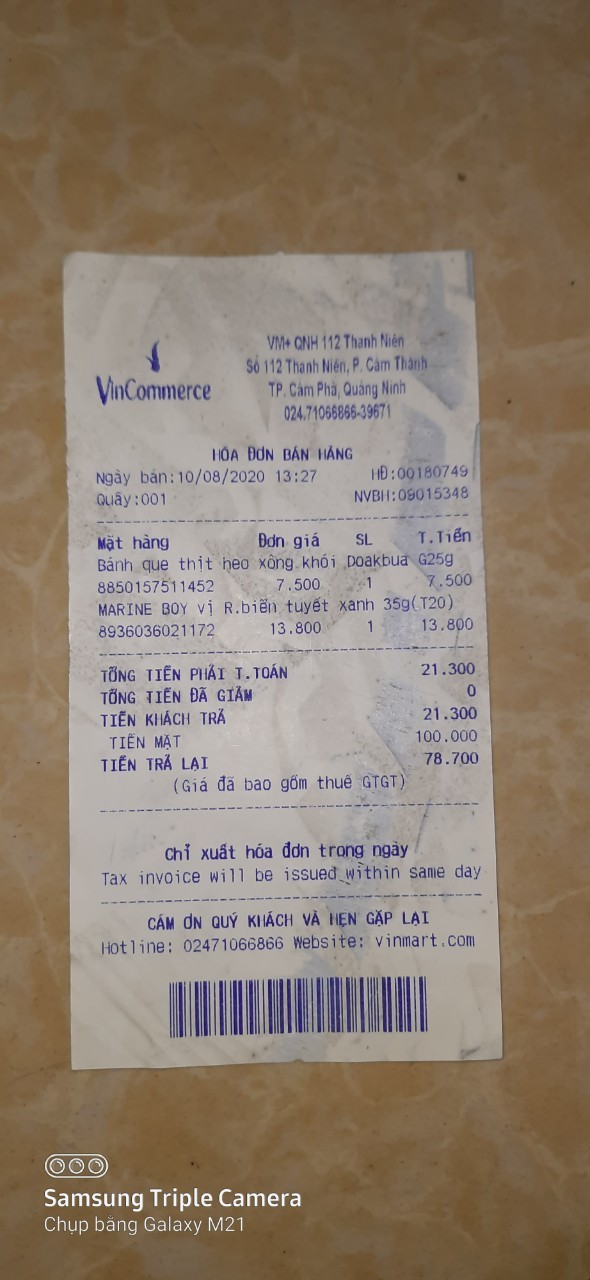 VinCommerce
VM+ QNH 112 Thanh Niên
Số 112 Thanh Niên, P. Cẩm Thành
TP. Cẩm Phả, Quảng Ninh
024.71066866-39671
HÓA ĐƠN BÁN HÀNG
Ngày bán:10/08/2020 13:27 HĐ:00180749
Quầy:001 NVBH:09015348
Mặt hàng Đơn giá SL T.Tiền
Bánh que thịt heo xông khói Doakbua G25g
8850157511452 7.500 1 7.500
MARINE BOY vị R.biển tuyết xanh 35g(T20)
8936036021172 13.800 1 13.800
TỔNG TIỀN PHẢI T.TOÁN 21.300
TỔNG TIỀN ĐÃ GIẢM 0
TIỀN KHÁCH TRẢ 21.300
TIỀN MẶT 100.000
TIỀN TRẢ LẠI 78.700
(Giá đã bao gồm thuế GTGT)
Chỉ xuất hóa đơn trong ngày
Tax invoice will be issued within same day
CẢM ƠN QUÝ KHÁCH VÀ HẸN GẶP LẠI
Hotline: 02471066866 Website: vinmart.com
Samsung Triple Camera
Chụp bằng Galaxy M21